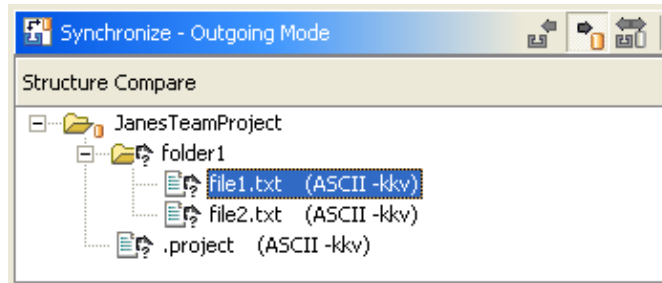 Synchronize - Outgoing Mode
Structure Compare
JanesTeamProject
folder1
file1.txt (ASCII -kkv)
file2.txt (ASCII -kkv)
.project (ASCII -kkv)